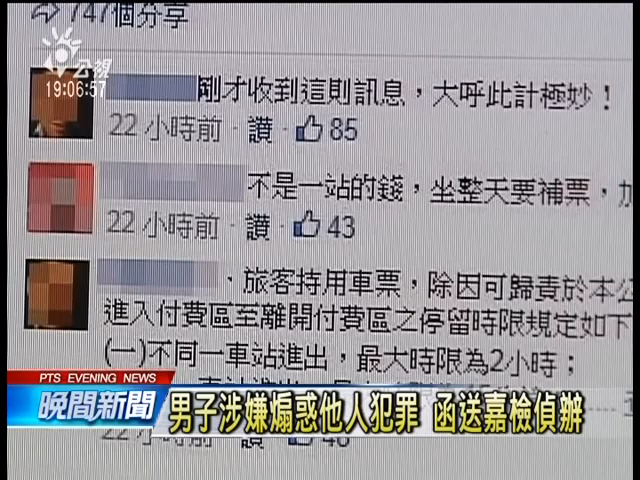 747個分享
公視
19:06:57
剛才收到這則訊息，大呼此計極妙！
22 小時前 · 讚 · 85
不是一站的錢，坐整天要補票，加
22 小時前 · 讚 · 43
、旅客持用車票，除因可歸責於本公
進入付費區至離開付費區之停留時限規定如下
(一)不同一車站進出，最大時限為2小時；
22 小時前
PTS EVENING NEWS
晚間新聞
男子涉嫌煽惑他人犯罪 函送嘉檢偵辦